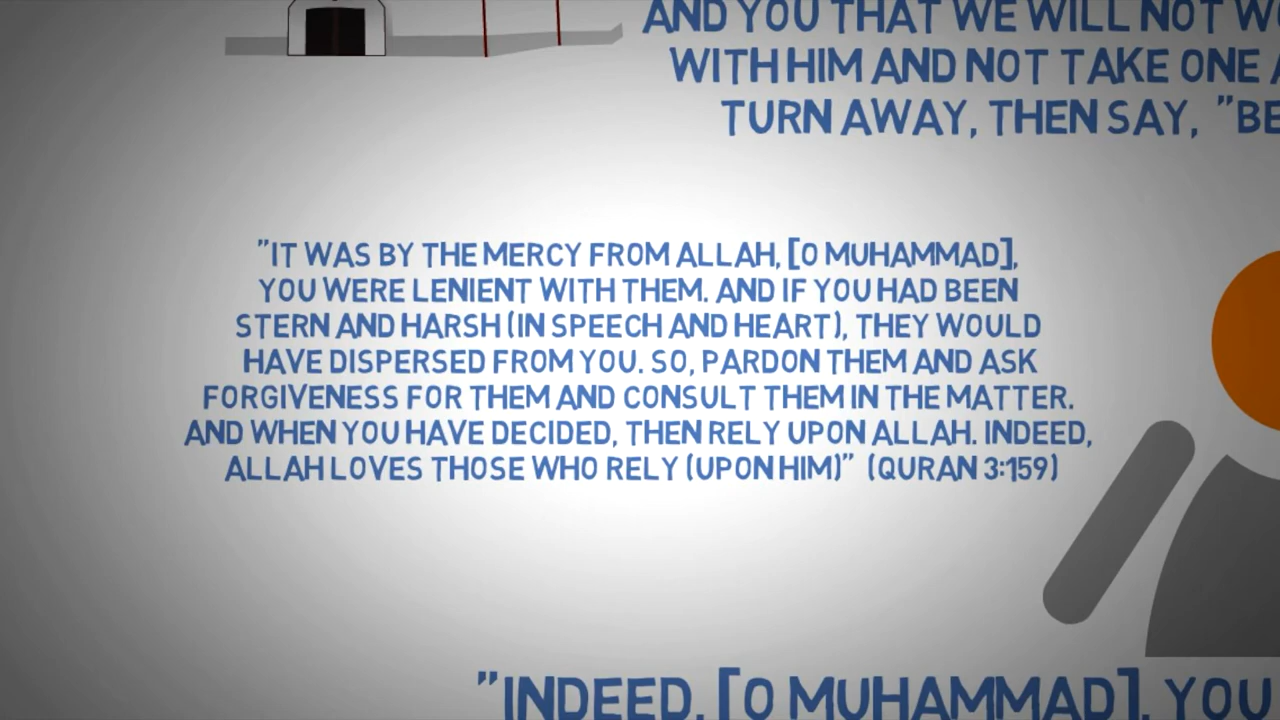 AND YOU THAT WE WILL NOT
WITH HIM AND NOT TAKE ONE
TURN AWAY, THEN SAY, "BE
"IT WAS BY THE MERCY FROM ALLAH, [O MUHAMMAD],
YOU WERE LENIENT WITH THEM. AND IF YOU HAD BEEN
STERN AND HARSH (IN SPEECH AND HEART), THEY WOULD
HAVE DISPERSED FROM YOU. SO, PARDON THEM AND ASK
FORGIVENESS FOR THEM AND CONSULT THEM IN THE MATTER.
AND WHEN YOU HAVE DECIDED, THEN RELY UPON ALLAH. INDEED,
ALLAH LOVES THOSE WHO RELY (UPON HIM)" (QURAN 3:159)
"INDEED, [O MUHAMMAD], YOU